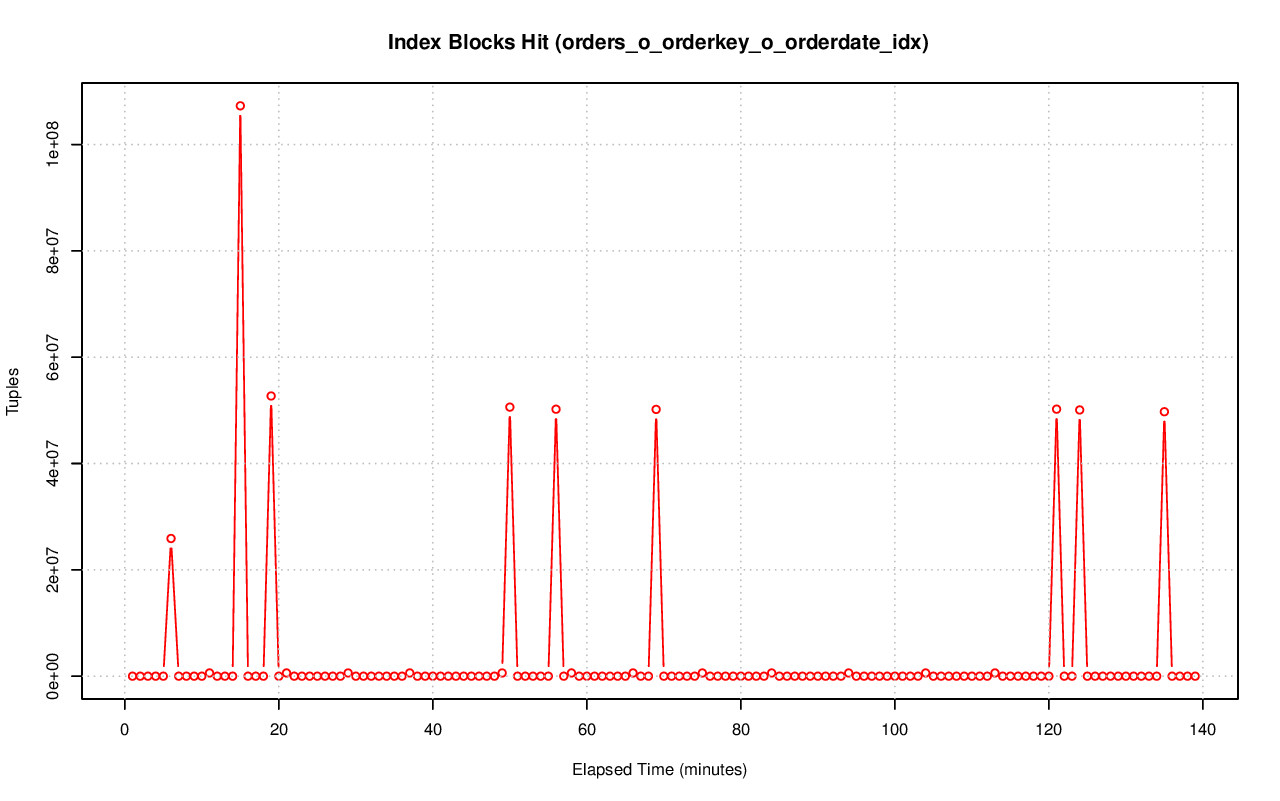 Index Blocks Hit (orders_o_orderkey_o_orderdate_idx)
Tuples
1e+08
8e+07
6e+07
4e+07
2e+07
0e+00
0 20 40 60 80 100 120 140
Elapsed Time (minutes)